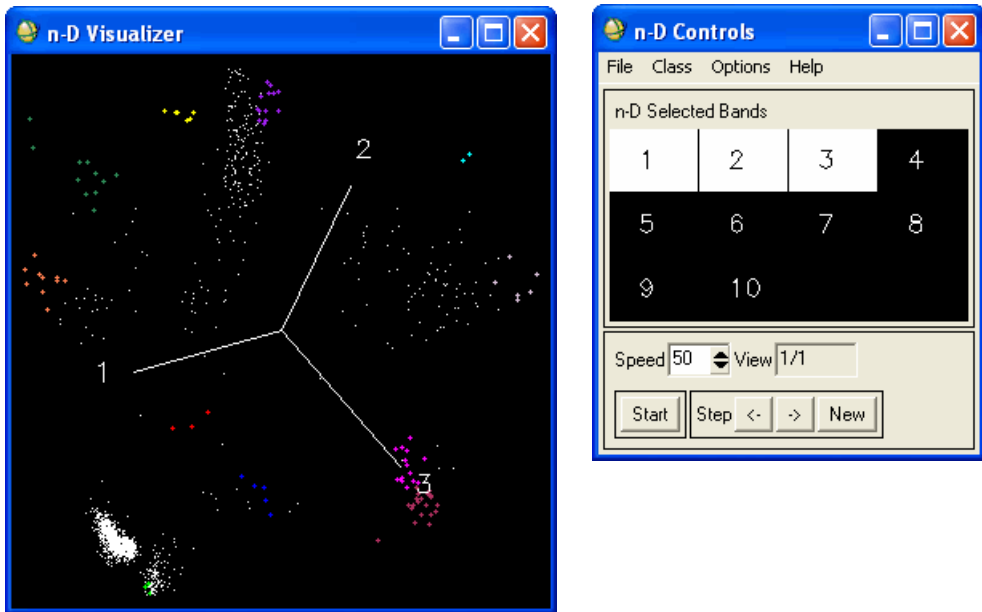 n-D Visualizer
2
1
3
n-D Controls
File Class Options Help
n-D Selected Bands
1 2 3 4
5 6 7 8
9 10
Speed 50 View 1/1
Start Step <- -> New